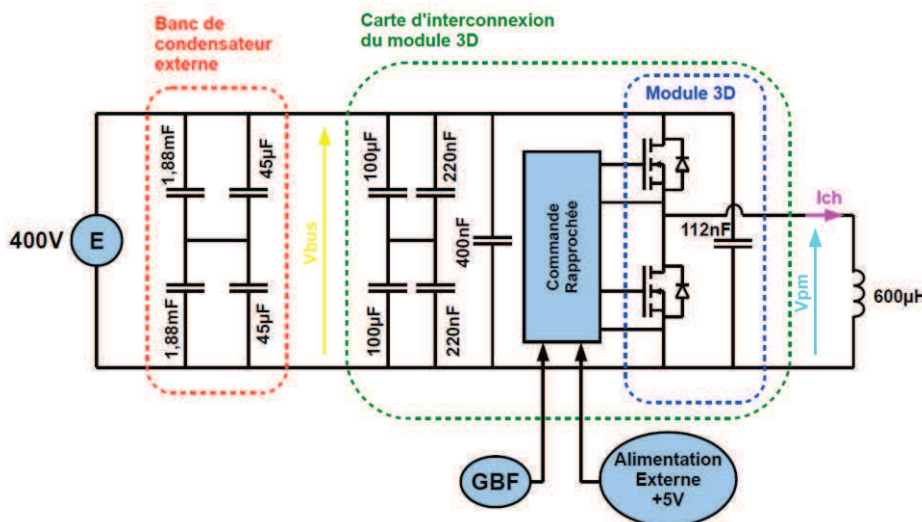 Banc de
condensateur
externe
Carte d'interconnexion
du module 3D
Module 3D
400V
E
1,88mF
45µF
1,88mF
45µF
Vbus
100µF
220nF
100µF
220nF
400nF
Commande
Rapprochée
112nF
Ich
Vpm
600µH
GBF
Alimentation
Externe
+5V